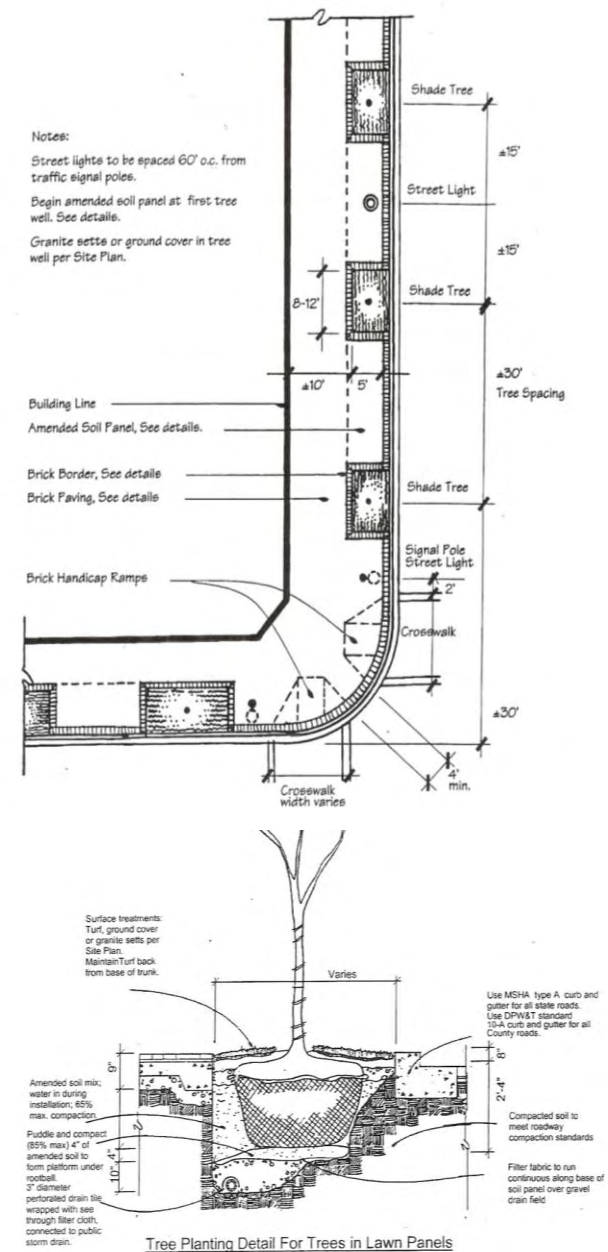 Notes:
Street lights to be spaced 60' o.c. from
traffic signal poles.
Begin amended soil panel at first tree
well. See details.
Granite setts or ground cover in tree
well per Site Plan.
Shade Tree
±15'
Street Light
±15'
Shade Tree
8-12'
±10'
5'
±30'
Tree Spacing
Building Line
Amended Soil Panel, See details.
Brick Border, See details
Brick Paving, See details
Shade Tree
Signal Pole
Street Light
2'
Brick Handicap Ramps
Crosswalk
±30'
4'
min.
Crosswalk
width varies
Surface treatments:
Turf, ground cover
or granite setts per
Site Plan.
MaintainTurf back
from base of trunk.
Varies
Use MSHA type A curb and
gutter for all state roads.
Use DPW&T standard
10-A curb and gutter for all
County roads.
9"
8"
2'-4"
Amended soil mix;
water in during
installation; 65%
max. compaction.
Puddle and compact
(85% max) 4" of
amended soil to
form platform under
rootball.
4"
10"
3" diameter
perforated drain tile
wrapped with see
through filter cloth,
connected to public
storm drain.
Compacted soil to
meet roadway
compaction standards
Filter fabric to run
continuous along base of
soil panel over gravel
drain field
Tree Planting Detail For Trees in Lawn Panels